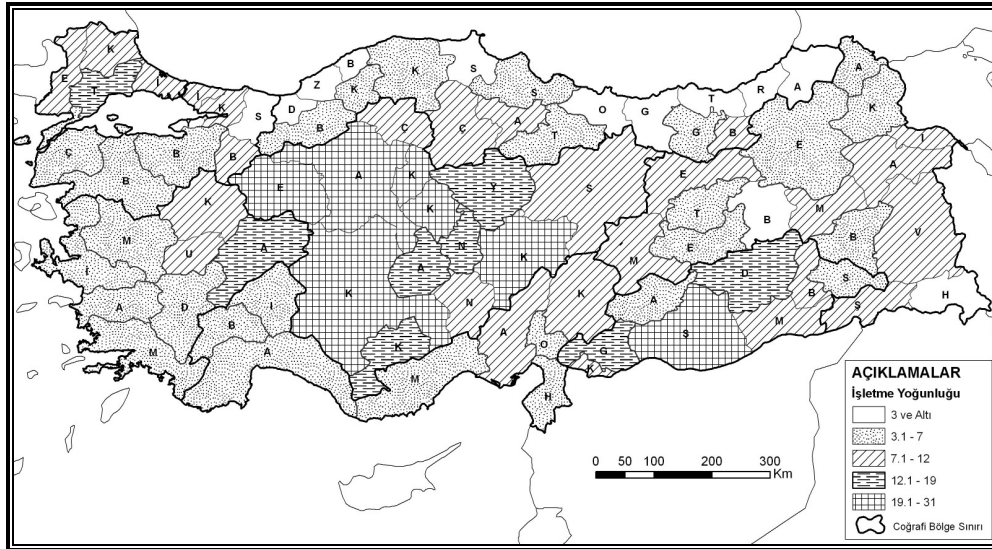 K
E
T
İ
İ
K
S
D
Z
B
K
K
S
S
O
G
T
R
A
A
K
B
Ç
Ç
A
T
G
B
E
Ç
B
B
B
E
A
K
K
Y
S
E
A
I
K
T
B
M
V
M
U
A
K
A
N
K
M
E
D
B
S
İ
A
D
B
I
N
K
A
Ş
M
B
Ş
H
M
A
K
M
A
O
H
G
K
0 50 100 200 300
Km
AÇIKLAMALAR
İşletme Yoğunluğu
3 ve Altı
3.1 - 7
7.1 - 12
12.1 - 19
19.1 - 31
Coğrafi Bölge Sınırı